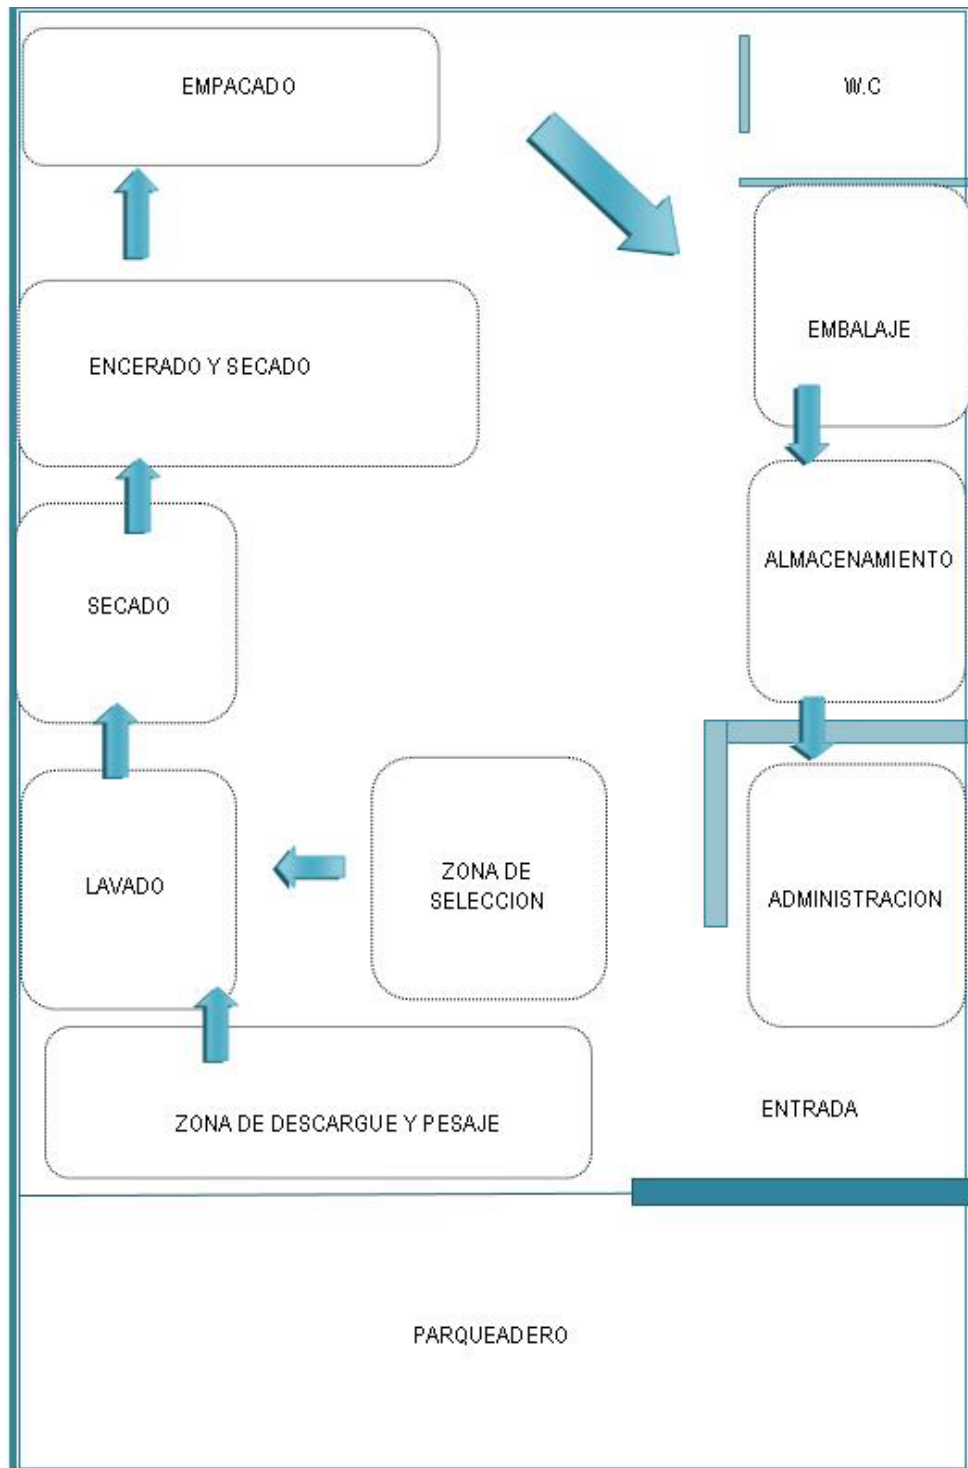 EMPACADO
W.C
EMBALAJE
ENCERADO Y SECADO
ALMACENAMIENTO
SECADO
ZONA DE
SELECCION
LAVADO
ADMINISTRACION
ENTRADA
ZONA DE DESCARGUE Y PESAJE
PARQUEADERO